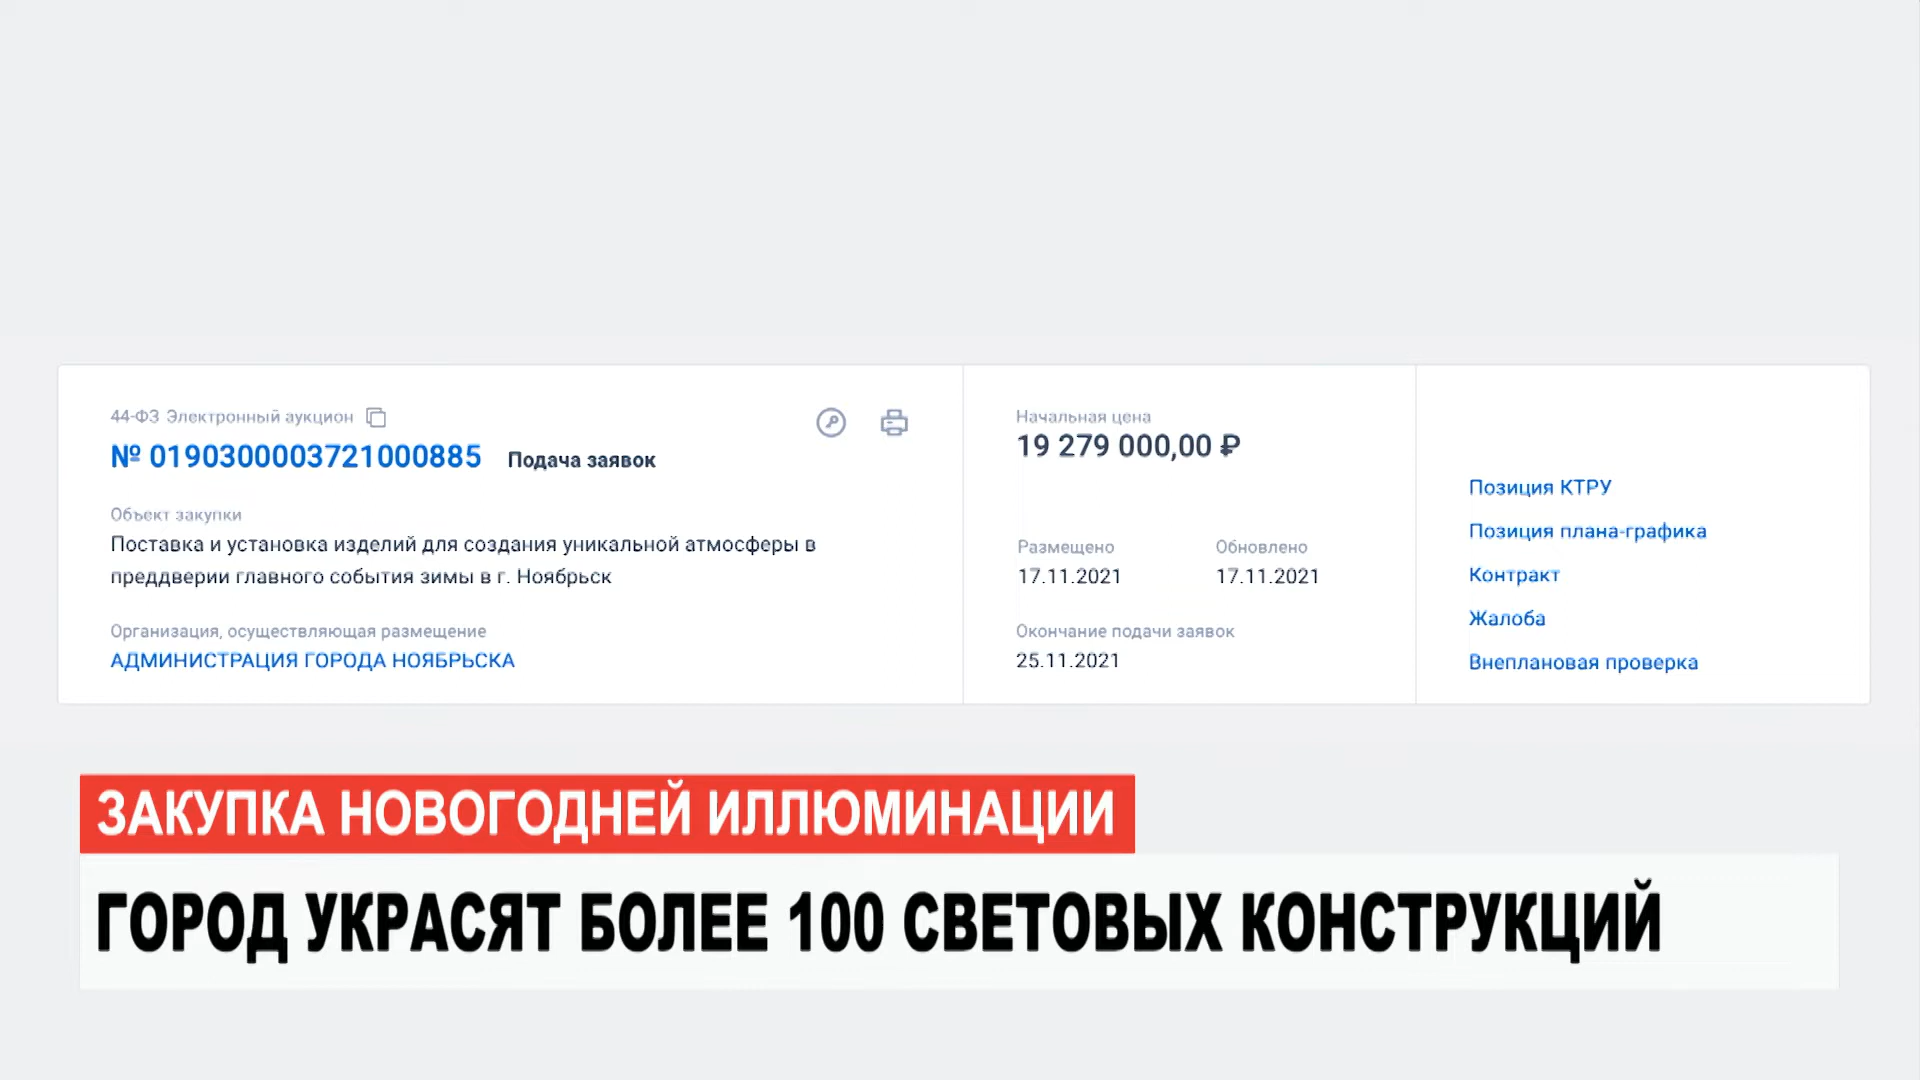 44-ФЗ Электронный аукцион
№ 0190300003721000885 Подача заявок
Объект закупки
Поставка и установка изделий для создания уникальной атмосферы в
преддверии главного события зимы в г. Ноябрьск
Организация, осуществляющая размещение
АДМИНИСТРАЦИЯ ГОРОДА НОЯБРЬСКА
Начальная цена
19 279 000,00 ₽
Размещено Обновлено
17.11.2021 17.11.2021
Окончание подачи заявок
25.11.2021
Позиция КТРУ
Позиция плана-графика
Контракт
Жалоба
Внеплановая проверка
ЗАКУПКА НОВОГОДНЕЙ ИЛЛЮМИНАЦИИ
ГОРОД УКРАСЯТ БОЛЕЕ 100 СВЕТОВЫХ КОНСТРУКЦИЙ